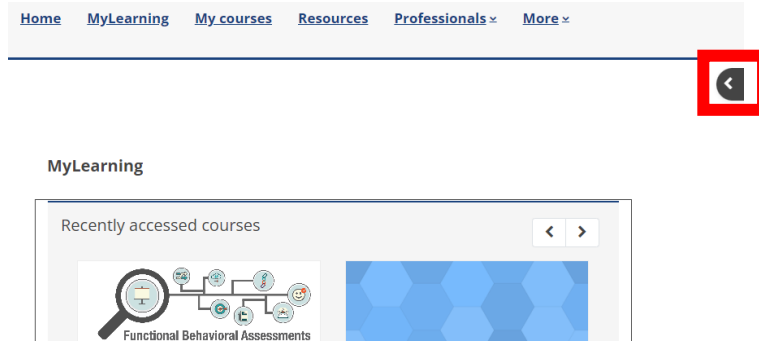 Home MyLearning My courses Resources Professionals More
MyLearning
Recently accessed courses
Functional Behavioral Assessments